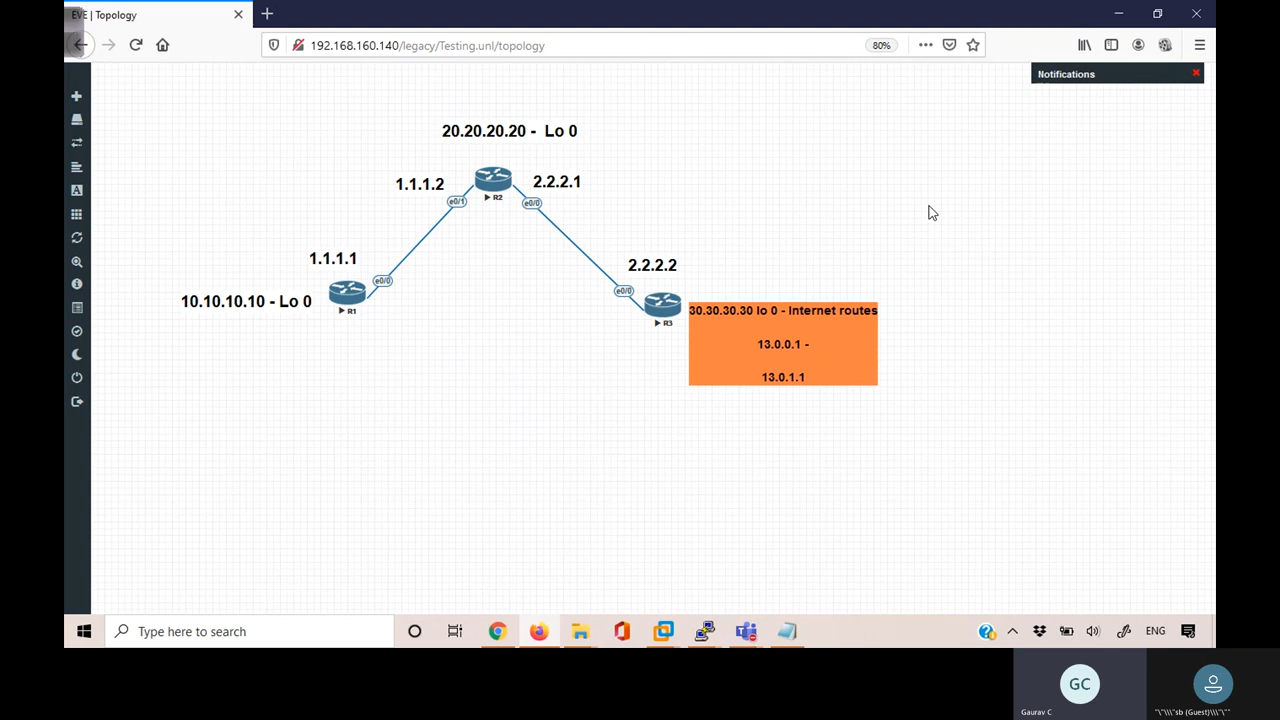 EVE | Topology
192.168.160.140/legacy/Testing.unl/topology
80%
Notifications
20.20.20.20 - Lo 0
1.1.1.2
2.2.2.1
e0/1
R2
e0/0
1.1.1.1
2.2.2.2
e0/0
e0/0
10.10.10.10 - Lo 0
R1
R3
30.30.30.30 lo 0 - Internet routes
13.0.0.1 -
13.0.1.1
Type here to search
ENG
GC
Gaurav C
"\"\\\"sb (Guest)\\\"\""